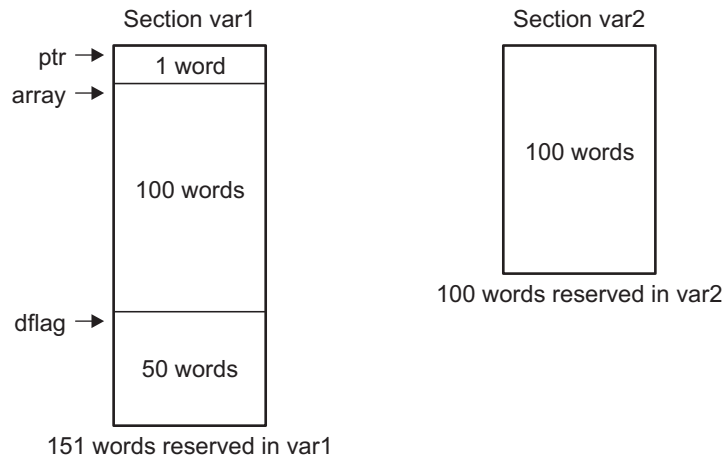 Section var1
ptr
1 word
array
100 words
dflag
50 words
151 words reserved in var1
Section var2
100 words
100 words reserved in var2